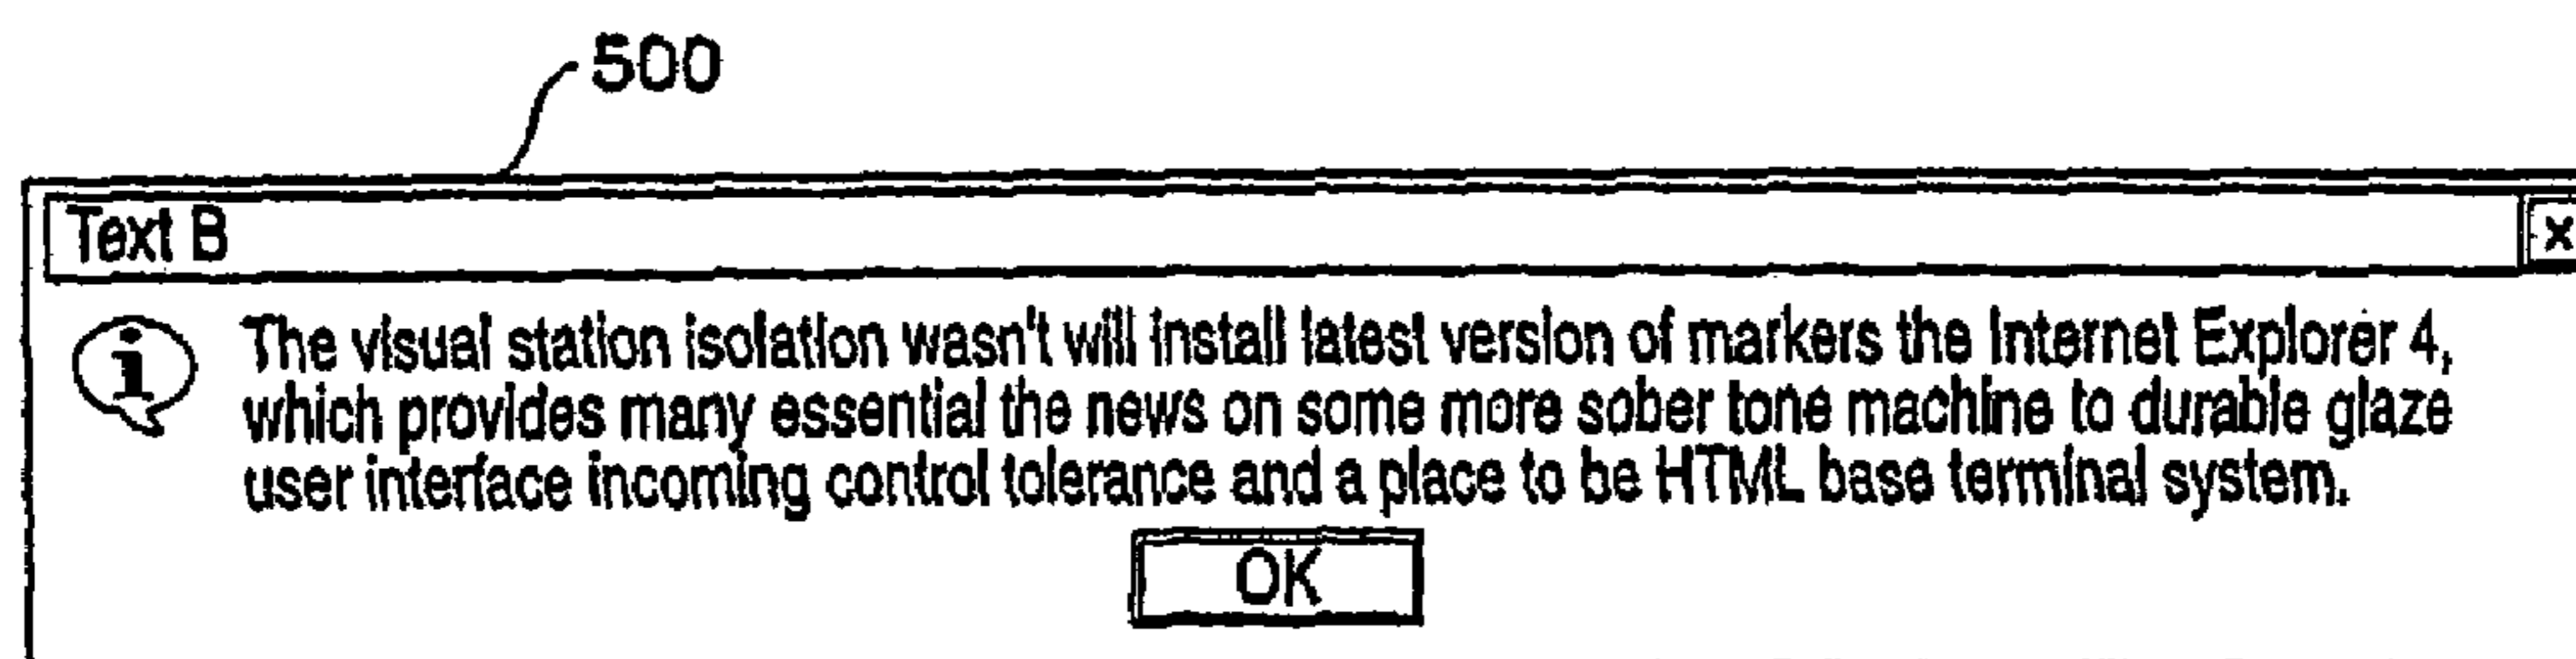 500
Text B x
The visual station isolation wasn't will install latest version of markers the Internet Explorer 4,
which provides many essential the news on some more sober tone machine to durable glaze
user interface incoming control tolerance and a place to be HTML base terminal system.
OK